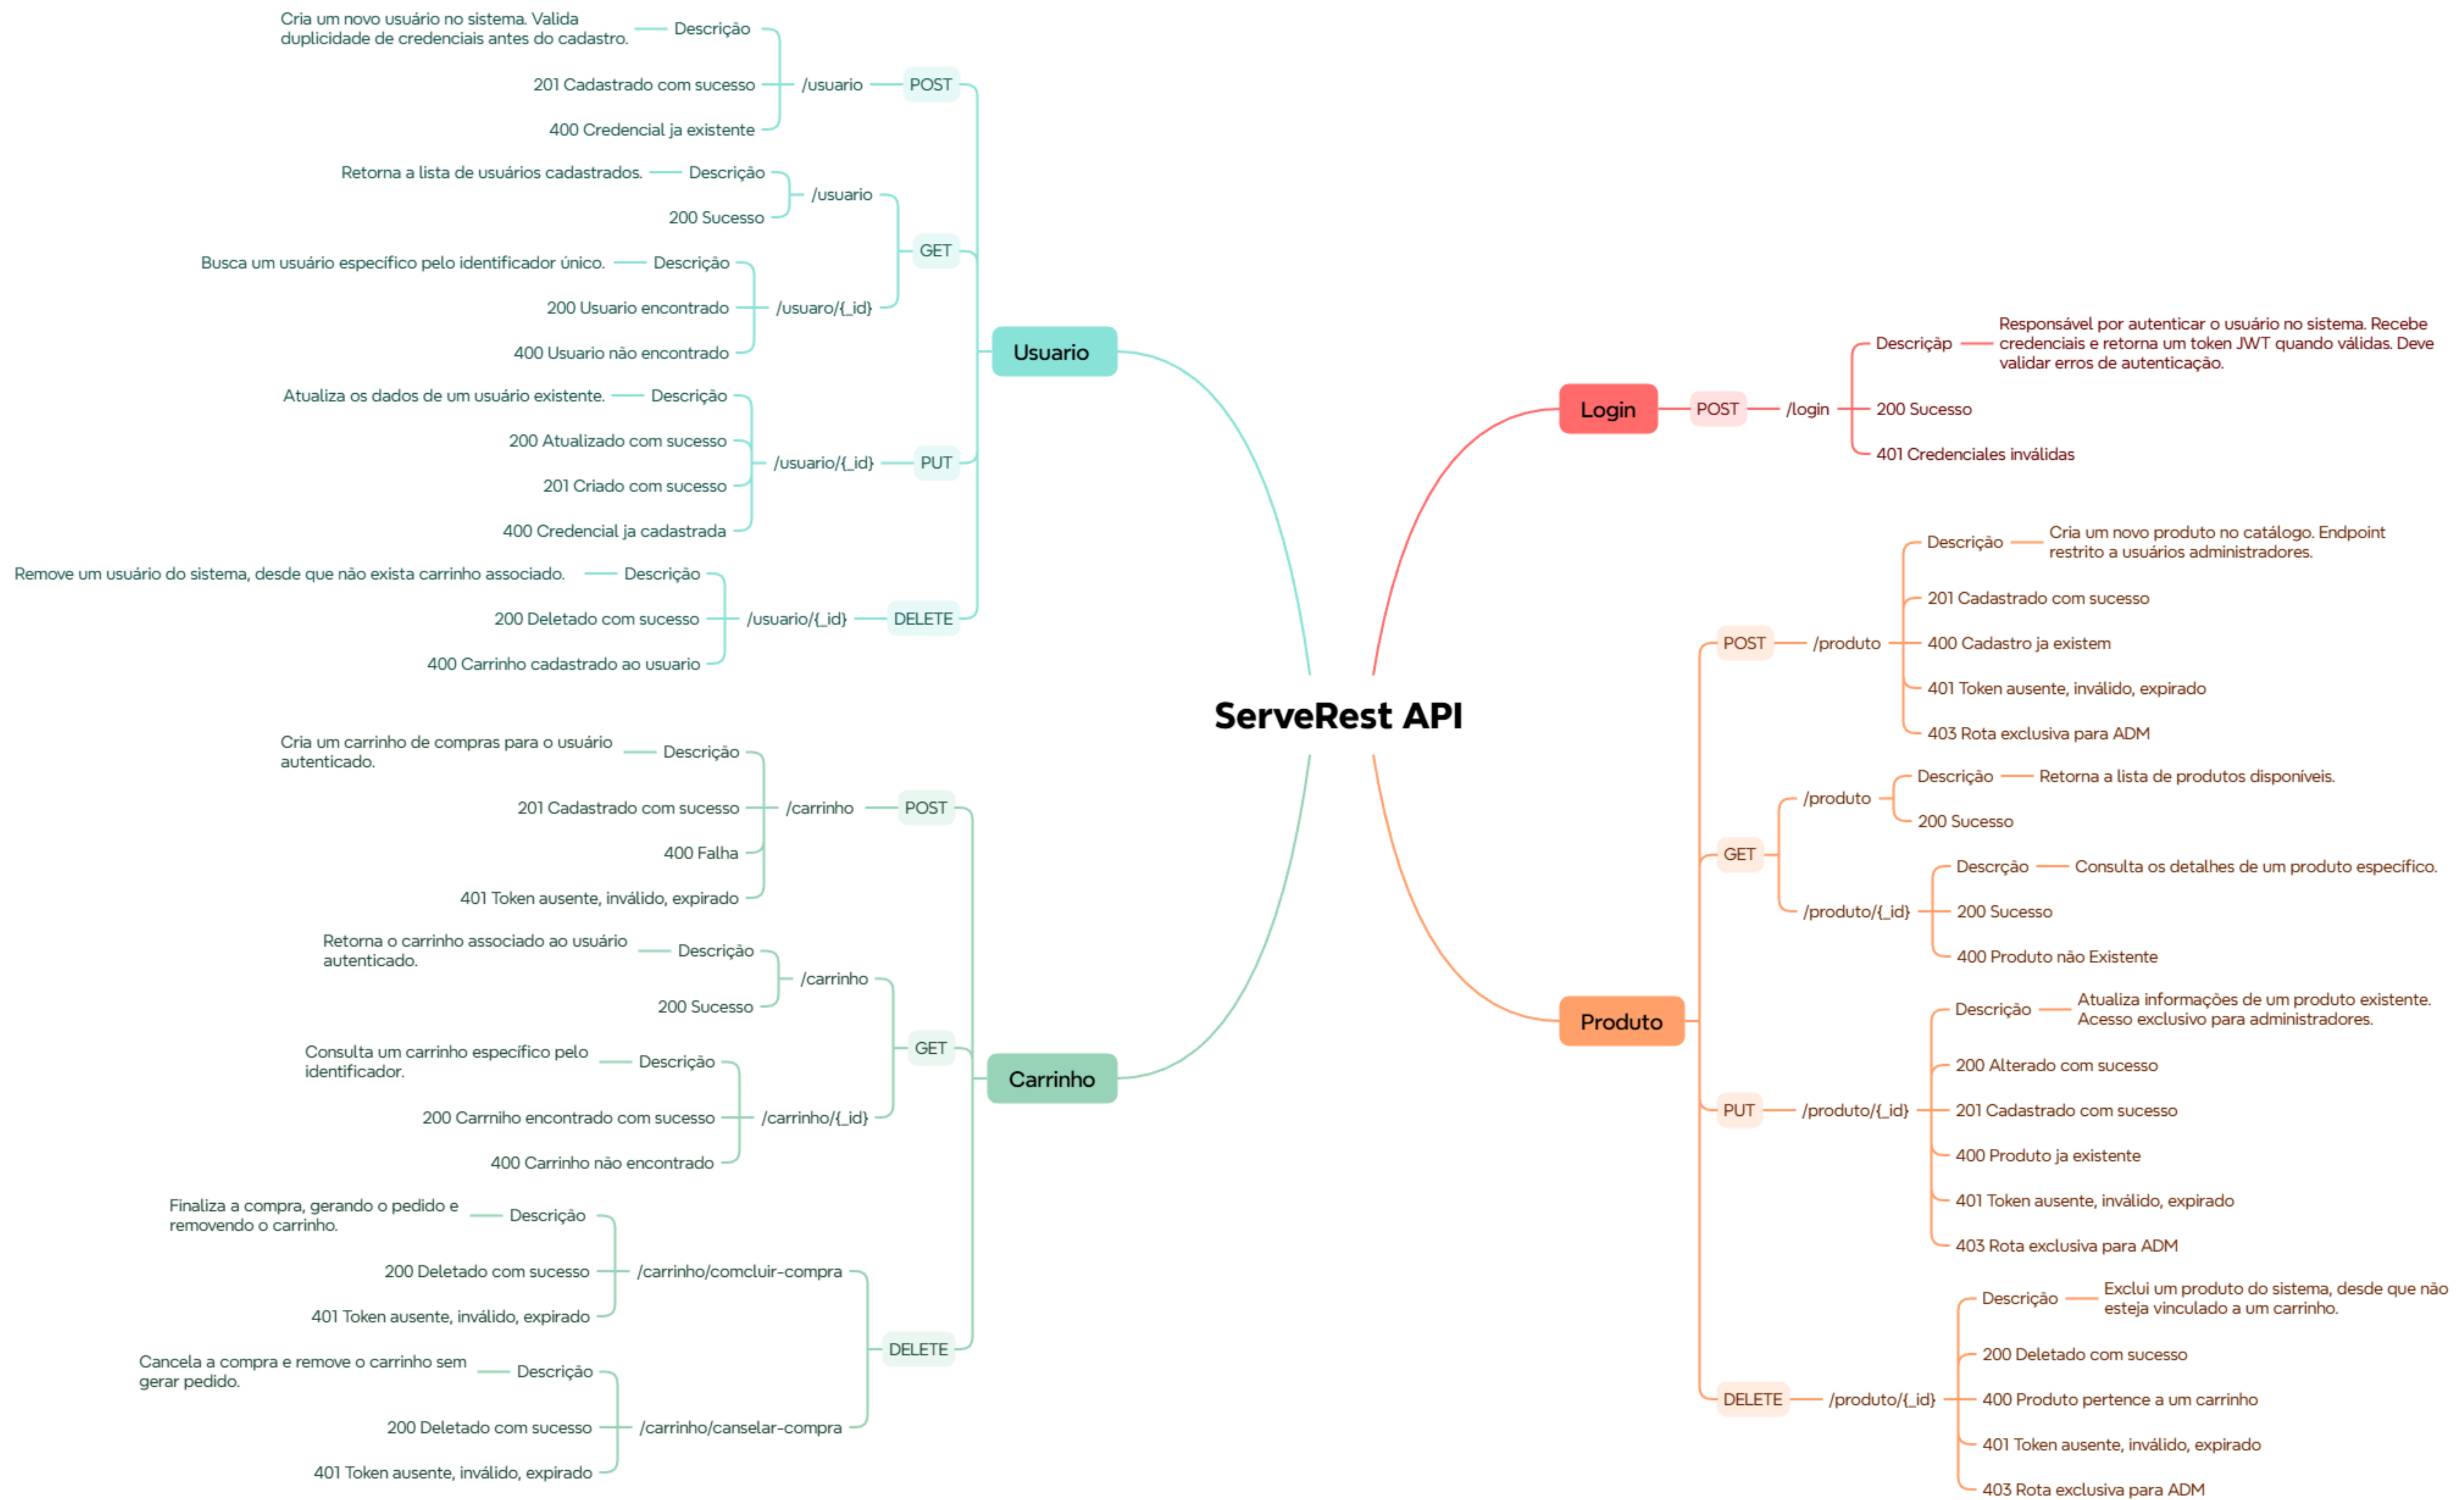 ServeRest API
Usuario
POST
/usuario
Descrição
Cria um novo usuário no sistema. Valida
duplicidade de credenciais antes do cadastro.
201 Cadastrado com sucesso
400 Credencial ja existente
GET
/usuario
Descrição
Retorna a lista de usuários cadastrados.
200 Sucesso
/usuaro/{_id}
Descrição
Busca um usuário específico pelo identificador único.
200 Usuario encontrado
400 Usuario não encontrado
PUT
/usuario/{_id}
Descrição
Atualiza os dados de um usuário existente.
200 Atualizado com sucesso
201 Criado com sucesso
400 Credencial ja cadastrada
DELETE
/usuario/{_id}
Descrição
Remove um usuário do sistema, desde que não exista carrinho associado.
200 Deletado com sucesso
400 Carrinho cadastrado ao usuario
Carrinho
POST
/carrinho
Descrição
Cria um carrinho de compras para o usuário
autenticado.
201 Cadastrado com sucesso
400 Falha
401 Token ausente, inválido, expirado
GET
/carrinho
Descrição
Retorna o carrinho associado ao usuário
autenticado.
200 Sucesso
/carrinho/{_id}
Descrição
Consulta um carrinho específico pelo
identificador.
200 Carrniho encontrado com sucesso
400 Carrinho não encontrado
DELETE
/carrinho/comcluir-compra
Descrição
Finaliza a compra, gerando o pedido e
removendo o carrinho.
200 Deletado com sucesso
401 Token ausente, inválido, expirado
/carrinho/canselar-compra
Descrição
Cancela a compra e remove o carrinho sem
gerar pedido.
200 Deletado com sucesso
401 Token ausente, inválido, expirado
Login
POST
/login
Descriçãp
Responsável por autenticar o usuário no sistema. Recebe
credenciais e retorna um token JWT quando válidas. Deve
validar erros de autenticação.
200 Sucesso
401 Credenciales inválidas
Produto
POST
/produto
Descrição
Cria um novo produto no catálogo. Endpoint
restrito a usuários administradores.
201 Cadastrado com sucesso
400 Cadastro ja existem
401 Token ausente, inválido, expirado
403 Rota exclusiva para ADM
GET
/produto
Descrição
Retorna a lista de produtos disponíveis.
200 Sucesso
/produto/{_id}
Descrção
Consulta os detalhes de um produto específico.
200 Sucesso
400 Produto não Existente
PUT
/produto/{_id}
Descrição
Atualiza informações de um produto existente.
Acesso exclusivo para administradores.
200 Alterado com sucesso
201 Cadastrado com sucesso
400 Produto ja existente
401 Token ausente, inválido, expirado
403 Rota exclusiva para ADM
DELETE
/produto/{_id}
Descrição
Exclui um produto do sistema, desde que não
esteja vinculado a um carrinho.
200 Deletado com sucesso
400 Produto pertence a um carrinho
401 Token ausente, inválido, expirado
403 Rota exclusiva para ADM